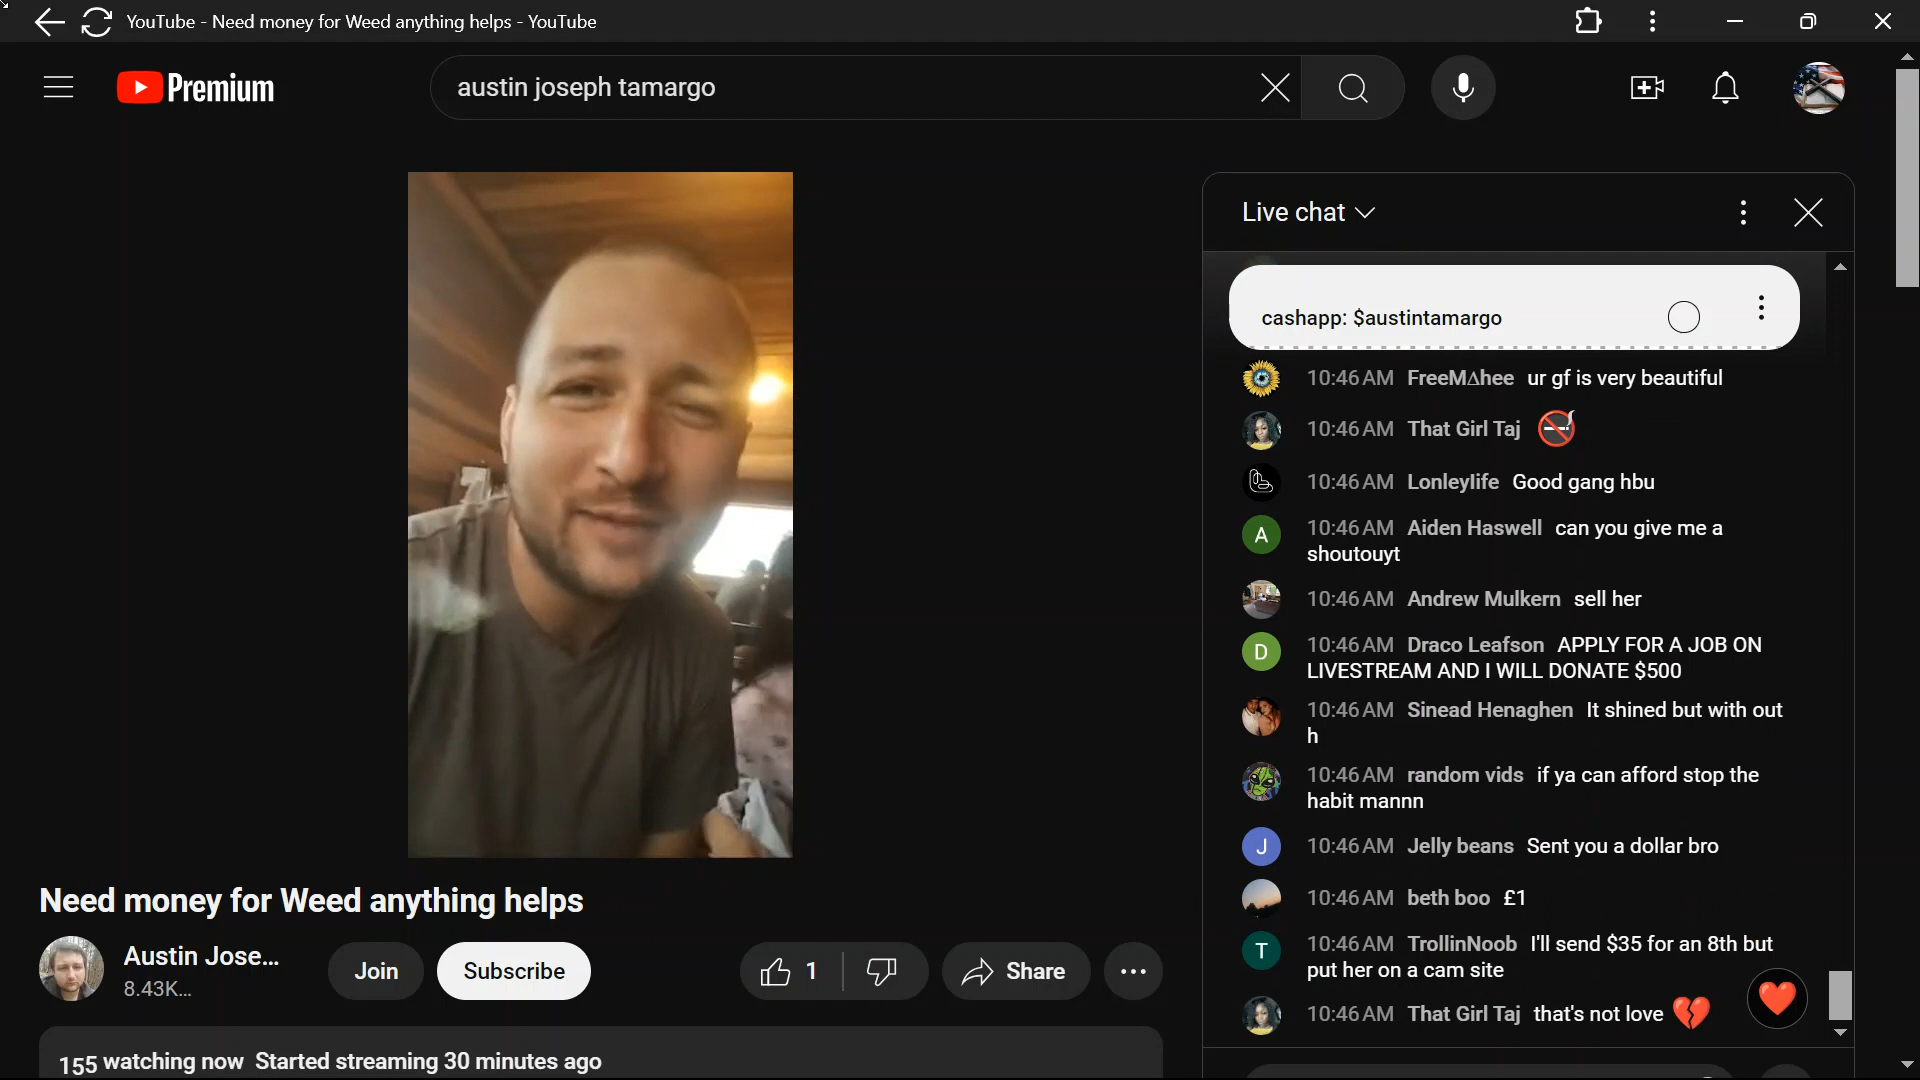 YouTube - Need money for Weed anything helps - YouTube
Premium
austin joseph tamargo
Live chat
cashapp: $austintamargo
10:46 AM FreeM∆hee ur gf is very beautiful
10:46 AM That Girl Taj 🚭
10:46 AM Lonleylife Good gang hbu
A
10:46 AM Aiden Haswell can you give me a
shoutouyt
10:46 AM Andrew Mulkern sell her
D
10:46 AM Draco Leafson APPLY FOR A JOB ON
LIVESTREAM AND I WILL DONATE $500
10:46 AM Sinead Henaghen It shined but with out
h
10:46 AM random vids if ya can afford stop the
habit mannn
J
10:46 AM Jelly beans Sent you a dollar bro
10:46 AM beth boo £1
T
10:46 AM TrollinNoob I'll send $35 for an 8th but
put her on a cam site
10:46 AM That Girl Taj that's not love 💔
Need money for Weed anything helps
Austin Jose...
8.43K...
Join
Subscribe
1
Share
155 watching now Started streaming 30 minutes ago